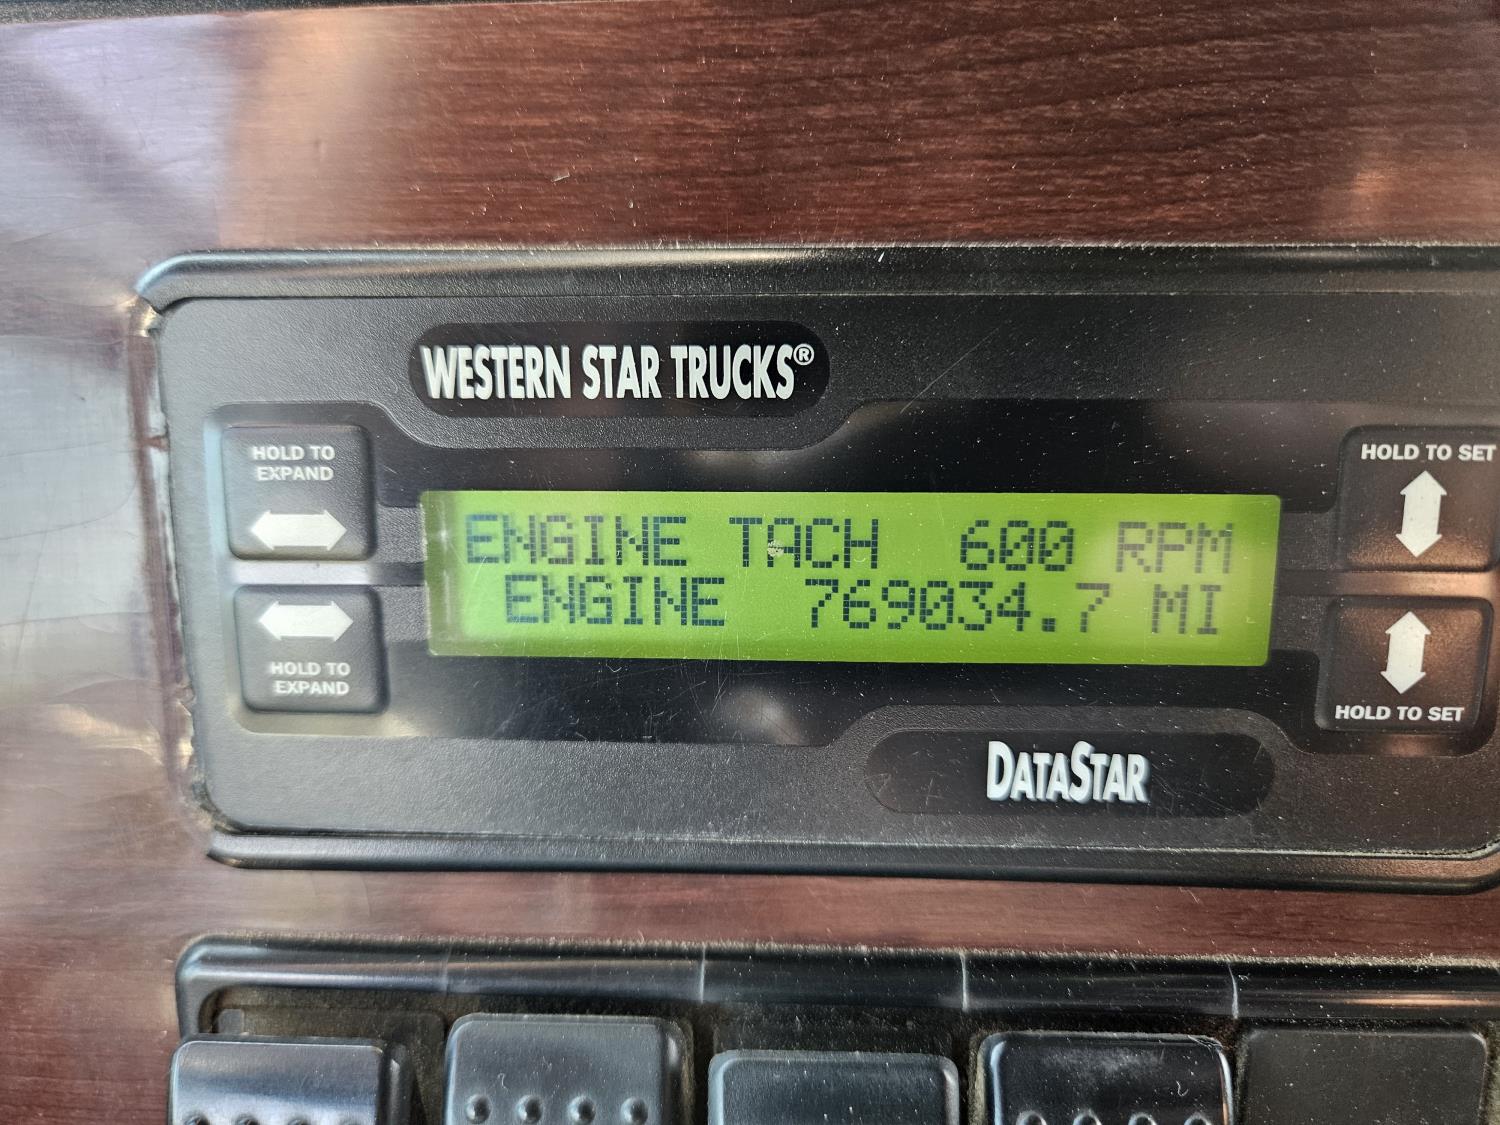 WESTERN STAR TRUCKS®
HOLD TO
EXPAND
HOLD TO SET
ENGINE TACH 600 RPM
ENGINE 769034.7 MI
HOLD TO
EXPAND
HOLD TO SET
DATASTAR